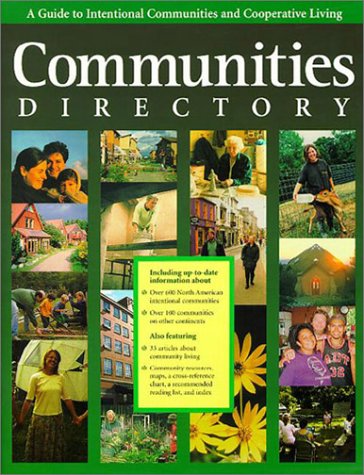 A Guide to Intentional Communities and Cooperative Living
Communities
DIRECTORY
Including up-to-date
information about
Over 600 North American
intentional communities
Over 100 communities
on other continents
Also featuring
33 articles about
community living
Community resources,
maps, a cross-reference
chart, a recommended
reading list, and index